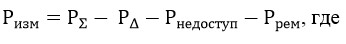 Pизм = PΣ − PΔ − Pнедоступ − Pрем, где